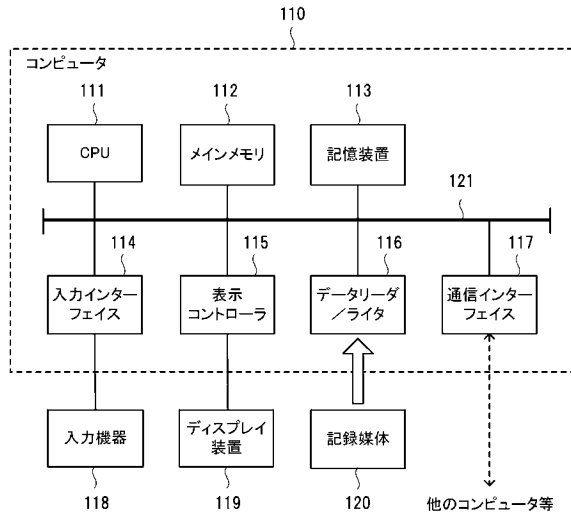 110
コンピュータ
111
112
113
CPU
メインメモリ
記憶装置
121
114
115
116
117
入力インター
フェイス
表示
コントローラ
データリーダ
／ライタ
通信インター
フェイス
入力機器
ディスプレイ
装置
記録媒体
118
119
120
他のコンピュータ等